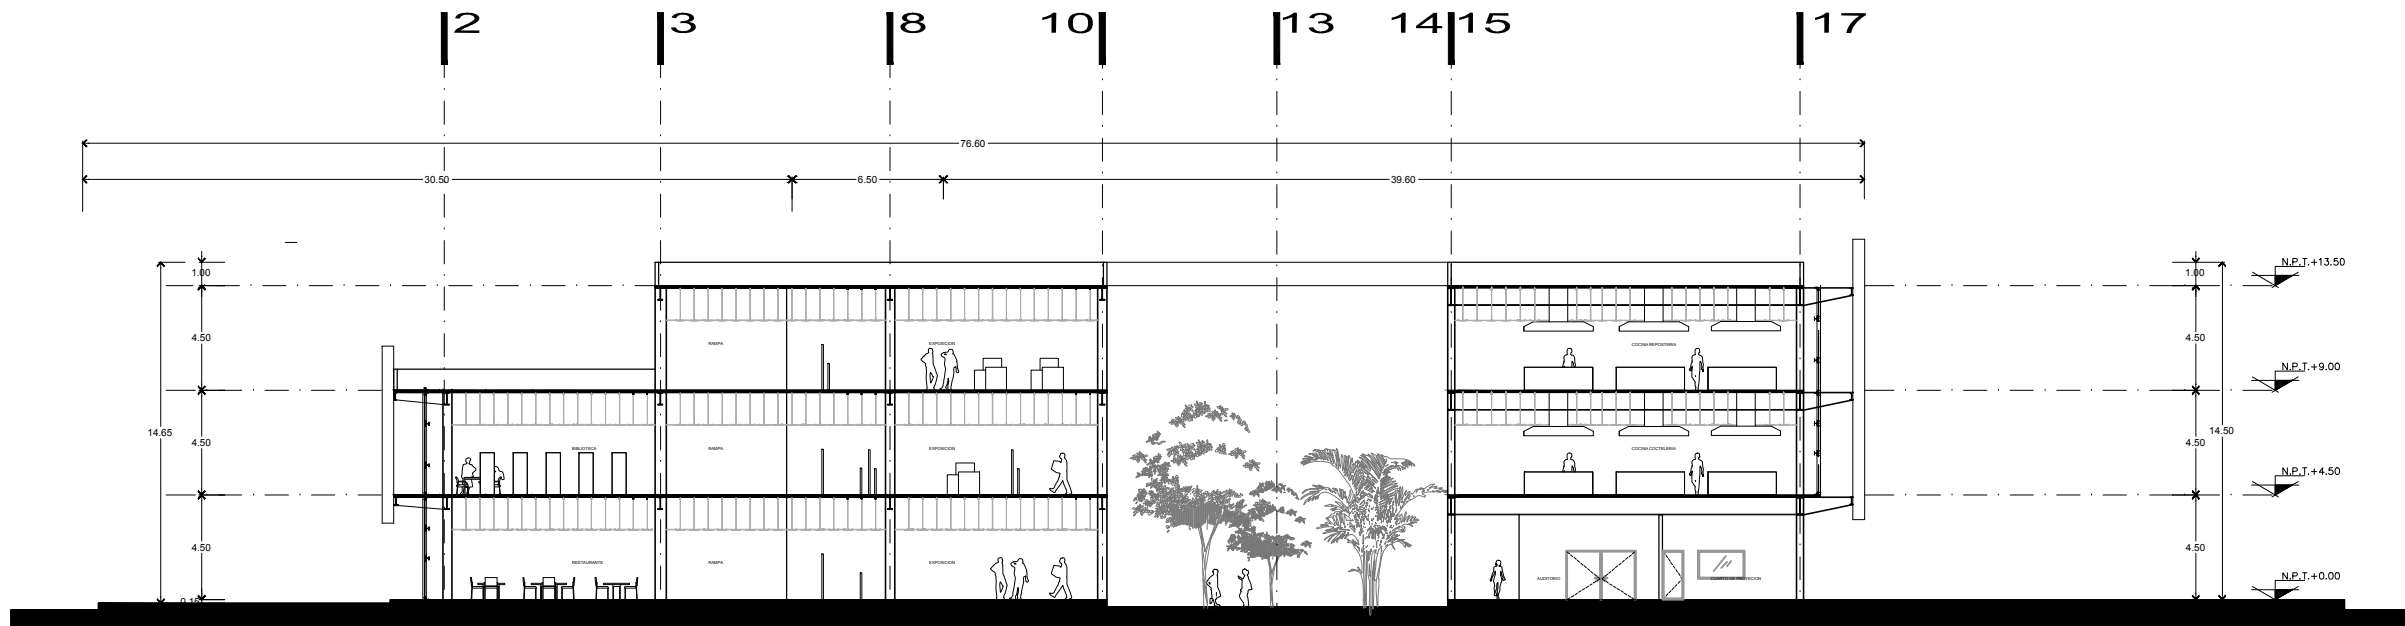 2 3 8 10 13 14 15 17
76.60
30.50 6.50 39.60
1.00
4.50
4.50
4.50
14.65
0.15
1.00
4.50
4.50
4.50
14.50
N.P.T.+13.50
N.P.T.+9.00
N.P.T.+4.50
N.P.T.+0.00
RAMPA EXPOSICION COCINA REPOSTERIA
BIBLIOTECA RAMPA EXPOSICION COCINA COCTELERIA
RESTAURANTE RAMPA EXPOSICION
AUDITORIO CUARTO DE PROYECCION